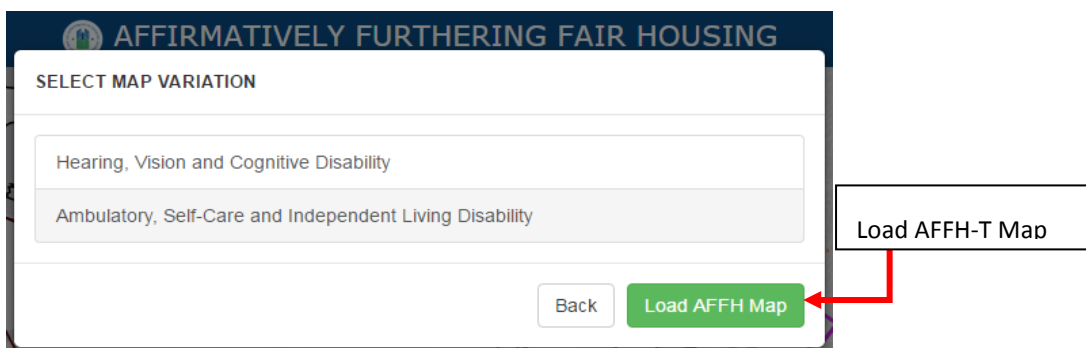 AFFIRMATIVELY FURTHERING FAIR HOUSING
SELECT MAP VARIATION
Hearing, Vision and Cognitive Disability
Ambulatory, Self-Care and Independent Living Disability
Load AFFH-T Map
Back
Load AFFH Map